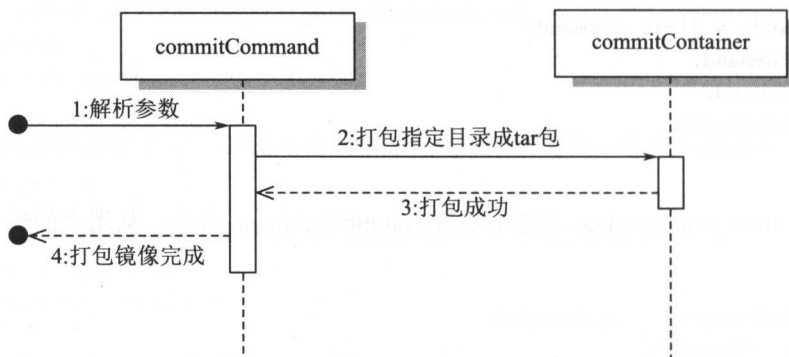 commitCommand
commitContainer
1:解析参数
2:打包指定目录成tar包
3:打包成功
4:打包镜像完成